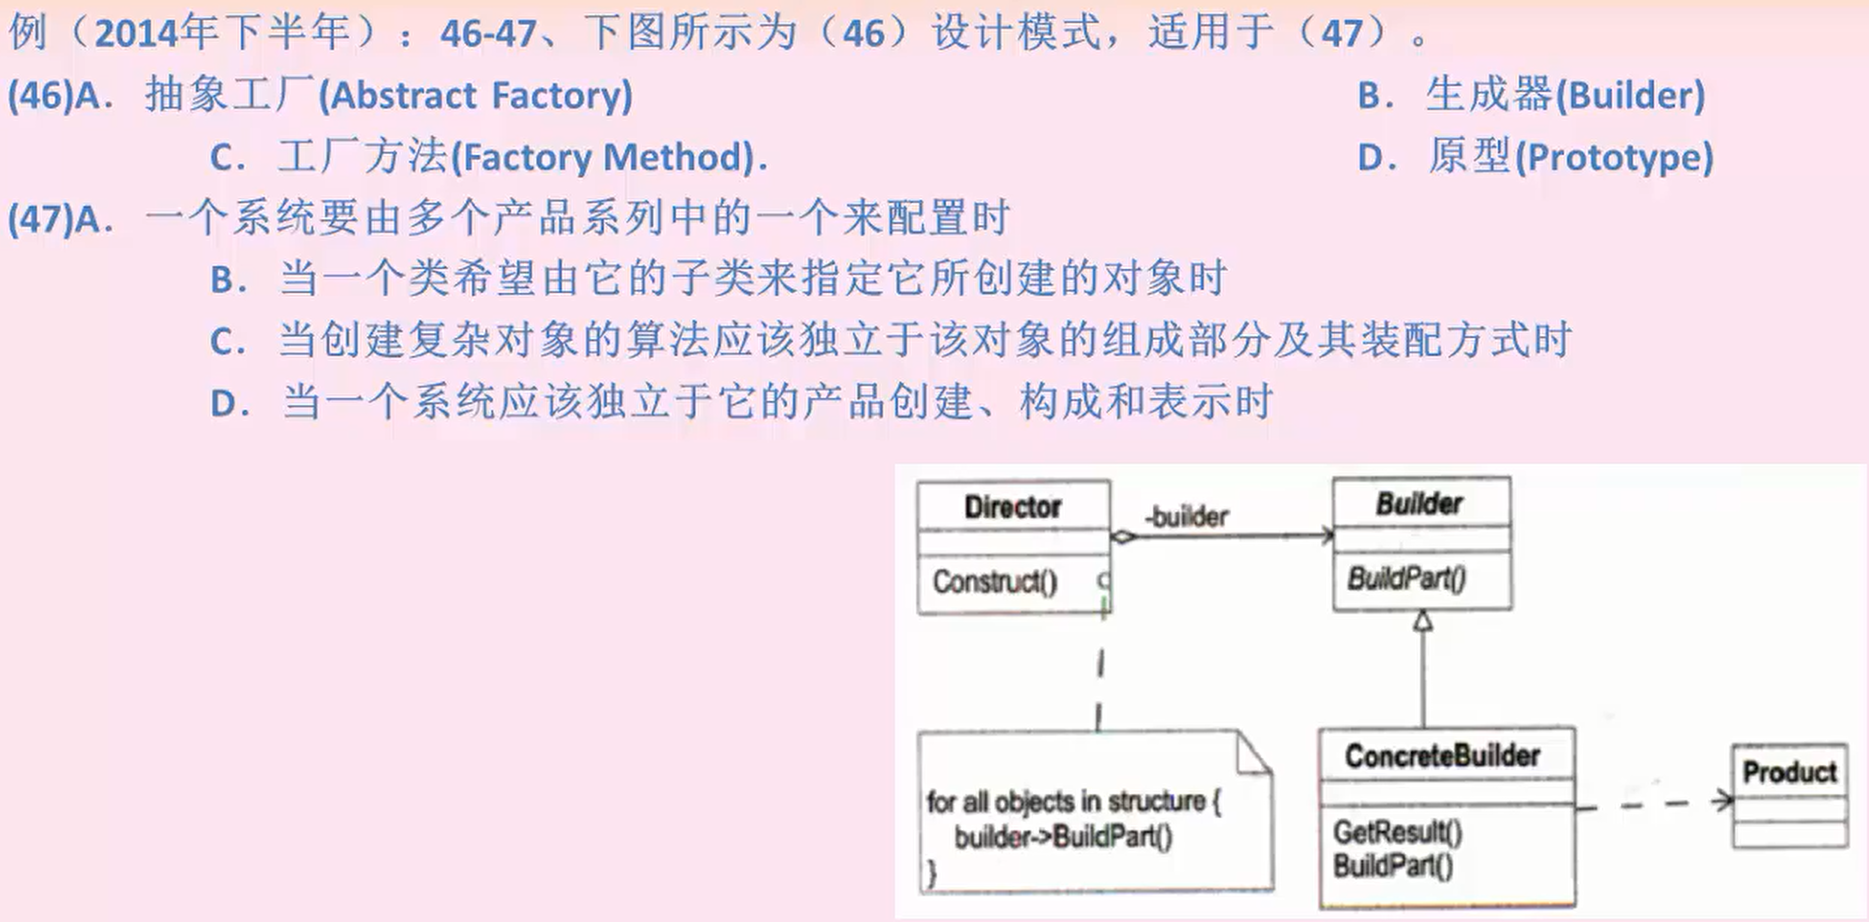 例（2014年下半年）：46-47、下图所示为（46）设计模式，适用于（47）。
(46)A. 抽象工厂(Abstract Factory) B. 生成器(Builder)
C. 工厂方法(Factory Method). D. 原型(Prototype)
(47)A. 一个系统要由多个产品系列中的一个来配置时
B. 当一个类希望由它的子类来指定它所创建的对象时
C. 当创建复杂对象的算法应该独立于该对象的组成部分及其装配方式时
D. 当一个系统应该独立于它的产品创建、构成和表示时
Director
-builder
Builder
Construct()
BuildPart()
for all objects in structure {
builder->BuildPart()
}
ConcreteBuilder
GetResult()
BuildPart()
Product